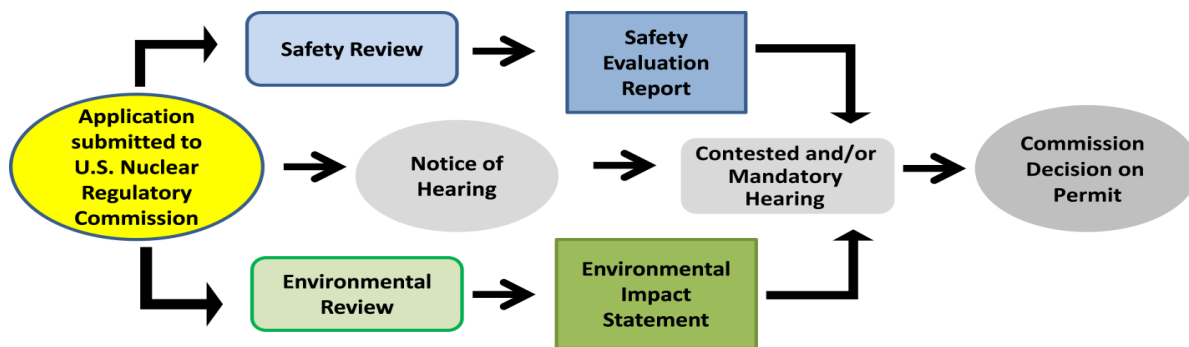 Safety Review
Safety
Evaluation
Report
Application
submitted to
U.S. Nuclear
Regulatory
Commission
Notice of
Hearing
Contested and/or
Mandatory
Hearing
Commission
Decision on
Permit
Environmental
Review
Environmental
Impact
Statement